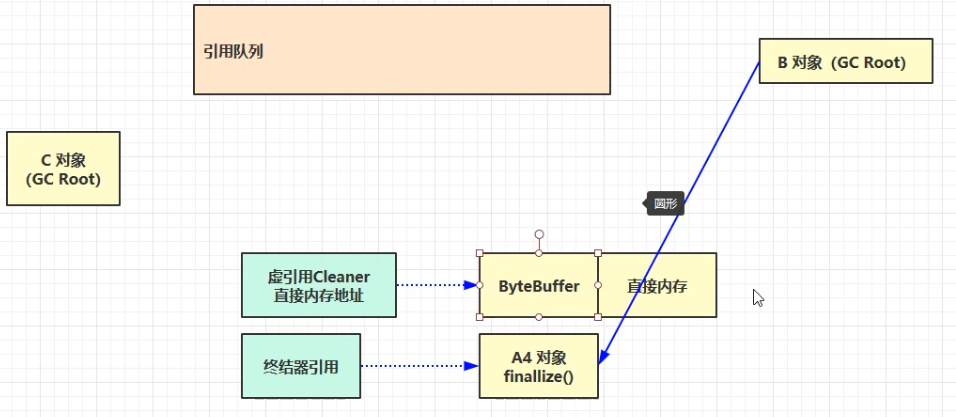 引用队列
B 对象（GC Root）
C 对象
（GC Root）
圆形
虚引用Cleaner
直接内存地址
ByteBuffer
直接内存
终结器引用
A4 对象
finallize()